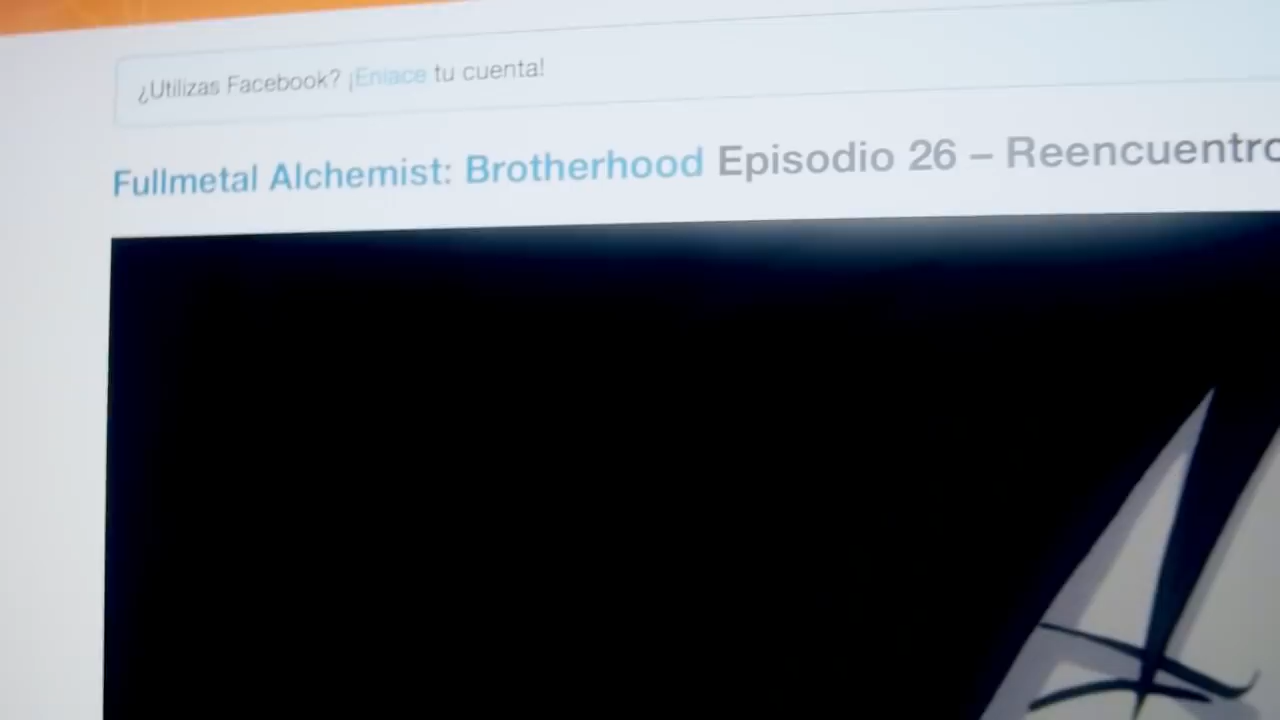 ¿Utilizas Facebook? ¡Enlace tu cuenta!
Fullmetal Alchemist: Brotherhood Episodio 26 – Reencuentro